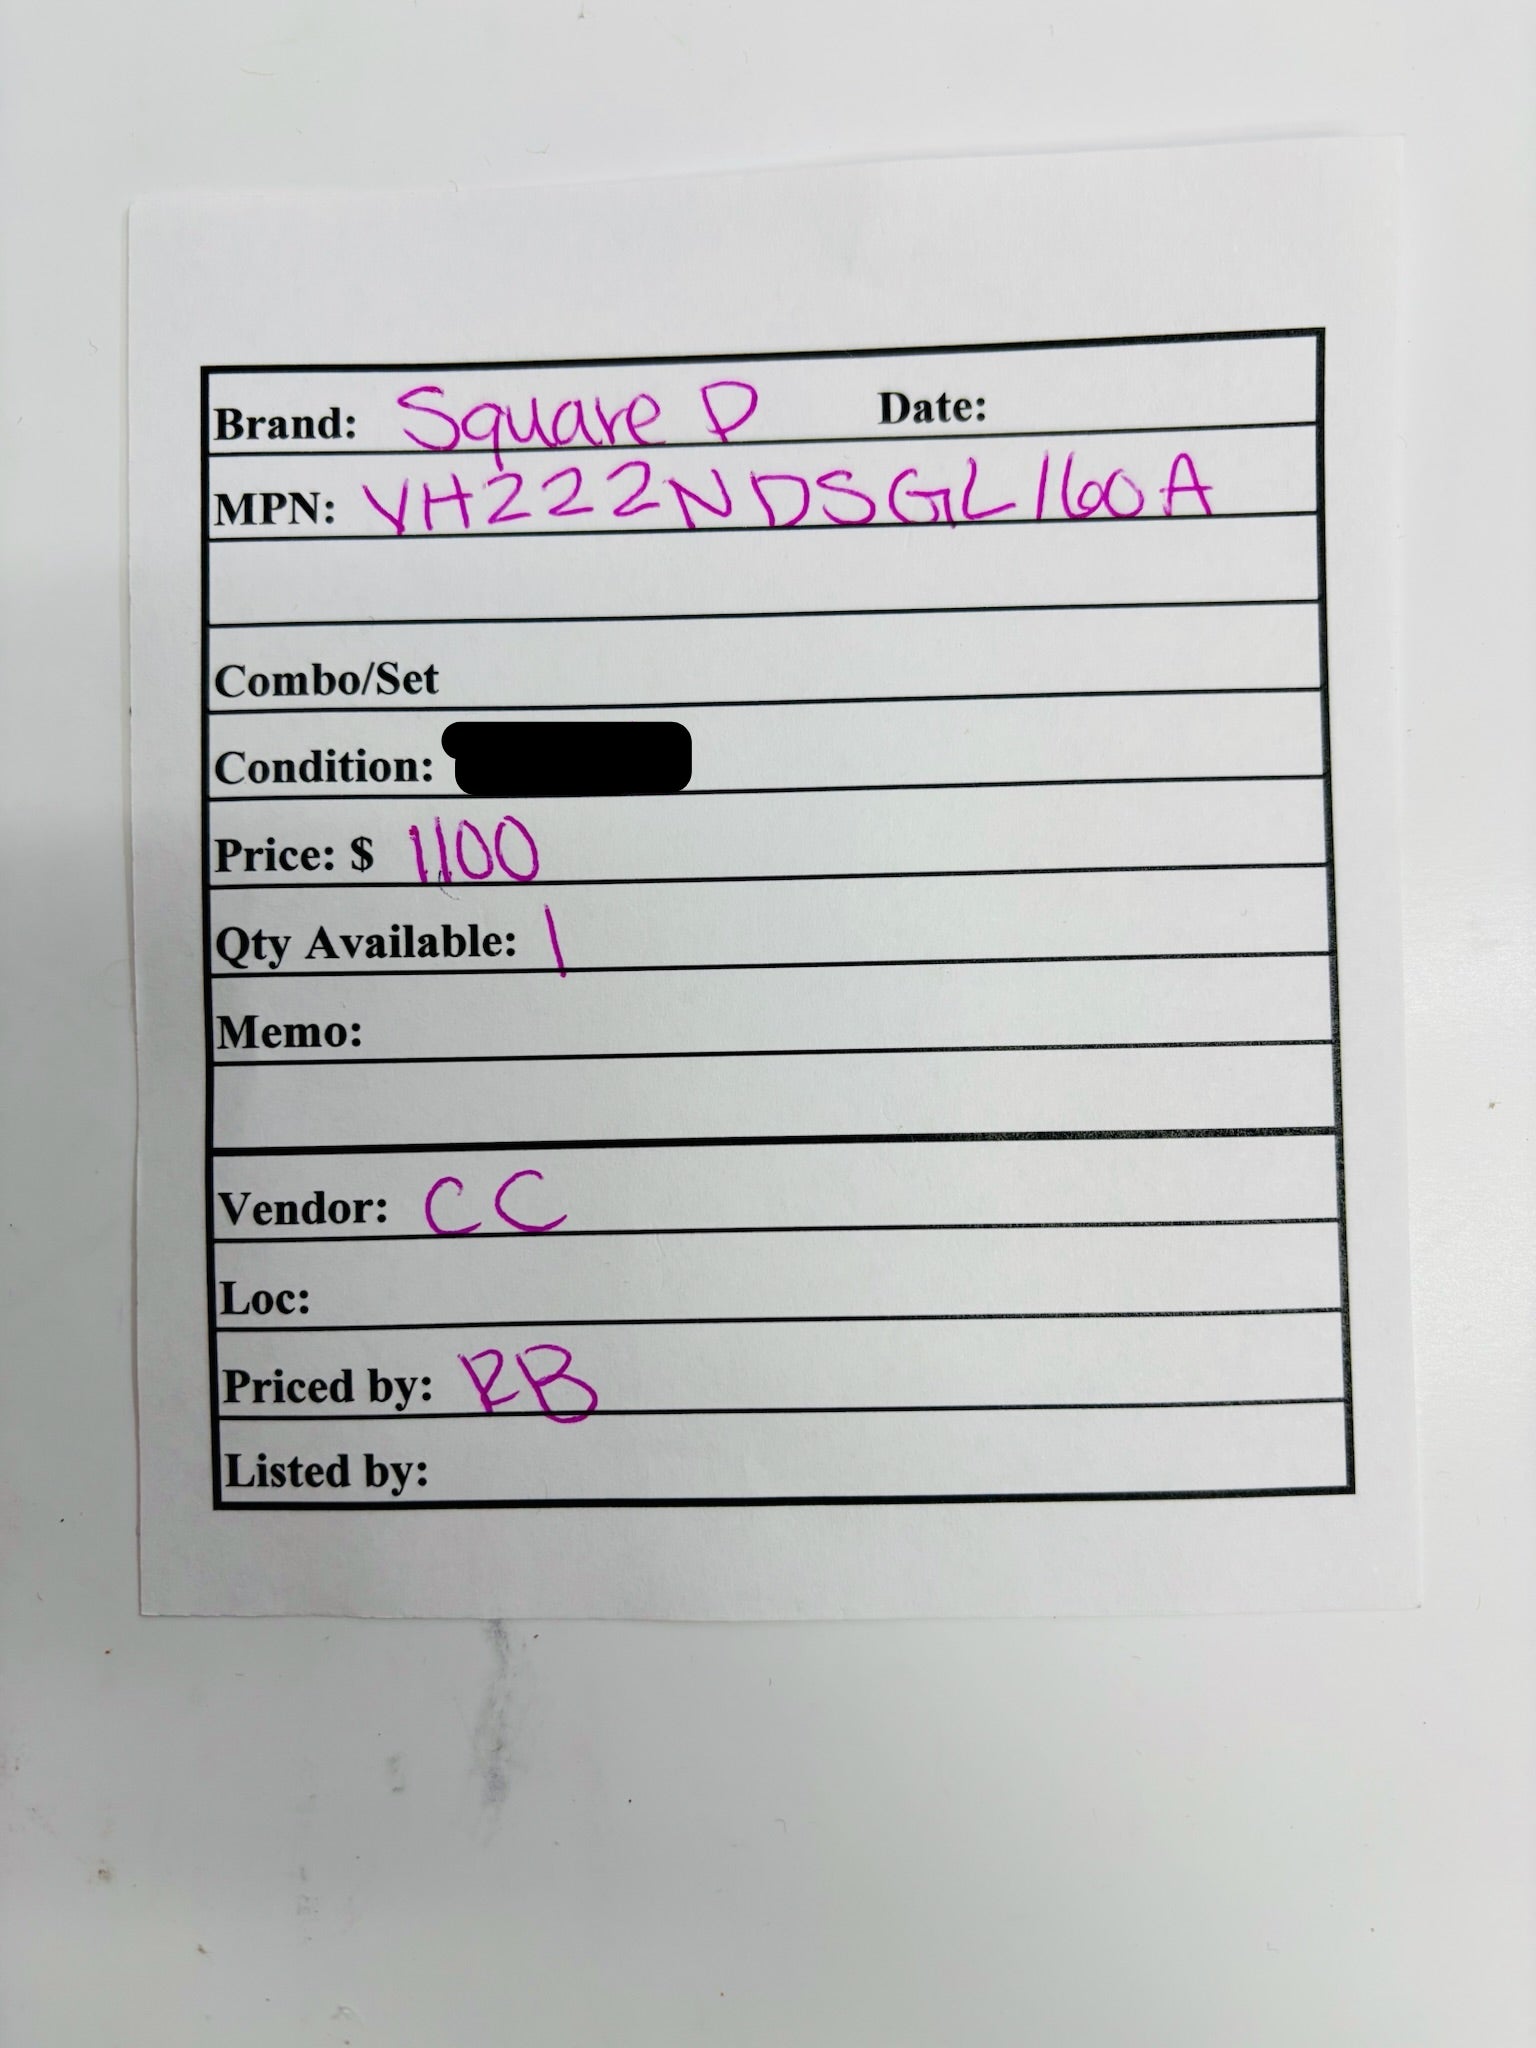 Brand: Square D Date:
MPN: VH222NDSGL160A
Combo/Set
Condition:
Price: $ 1100
Qty Available: 1
Memo:
Vendor: CC
Loc:
Priced by: RB
Listed by: